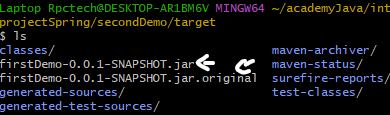 Laptop Rpctech@DESKTOP-AR1BM6V MINGW64 ~/academyJava/int
projectSpring/secondDemo/target
$ ls
classes/ maven-archiver/
firstDemo-0.0.1-SNAPSHOT.jar maven-status/
firstDemo-0.0.1-SNAPSHOT.jar.original surefire-reports/
generated-sources/ test-classes/
generated-test-sources/